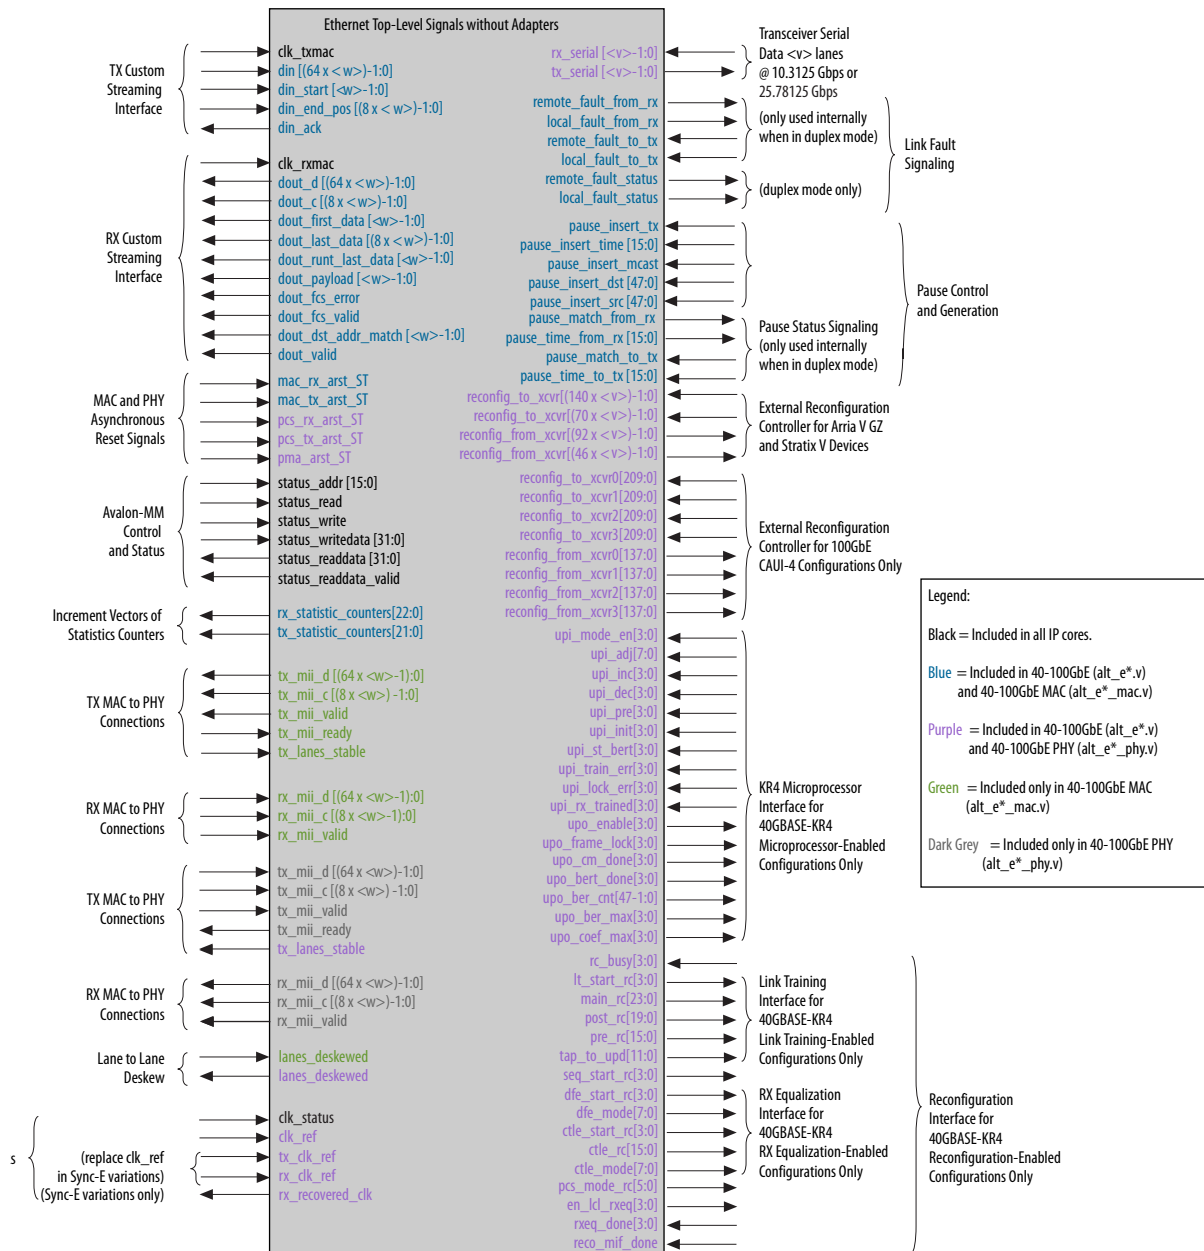 Ethernet Top-Level Signals without Adapters
TX Custom
Streaming
Interface
clk_txmac
din [(64 x < w>)-1:0]
din_start [<w>-1:0]
din_end_pos [(8 x < w>)-1:0]
din_ack
RX Custom
Streaming
Interface
clk_rxmac
dout_d [(64 x < w>)-1:0]
dout_c [(8 x < w>)-1:0]
dout_first_data [<w>-1:0]
dout_last_data [(8 x < w>)-1:0]
dout_runt_last_data [<w>-1:0]
dout_payload [<w>-1:0]
dout_fcs_error
dout_fcs_valid
dout_dst_addr_match [<w>-1:0]
dout_valid
MAC and PHY
Asynchronous
Reset Signals
mac_rx_arst_ST
mac_tx_arst_ST
pcs_rx_arst_ST
pcs_tx_arst_ST
pma_arst_ST
Avalon-MM
Control
and Status
status_addr [15:0]
status_read
status_write
status_writedata [31:0]
status_readdata [31:0]
status_readdata_valid
Increment Vectors of
Statistics Counters
rx_statistic_counters[22:0]
tx_statistic_counters[21:0]
TX MAC to PHY
Connections
tx_mii_d [(64 x <w>-1):0]
tx_mii_c [(8 x <w>) -1:0]
tx_mii_valid
tx_mii_ready
tx_lanes_stable
RX MAC to PHY
Connections
rx_mii_d [(64 x <w>-1):0]
rx_mii_c [(8 x <w>-1):0]
rx_mii_valid
TX MAC to PHY
Connections
tx_mii_d [(64 x <w>)-1:0]
tx_mii_c [(8 x <w>) -1:0]
tx_mii_valid
tx_mii_ready
tx_lanes_stable
RX MAC to PHY
Connections
rx_mii_d [(64 x <w>)-1:0]
rx_mii_c [(8 x <w>)-1:0]
rx_mii_valid
Lane to Lane
Deskew
lanes_deskewed
lanes_deskewed
s
(replace clk_ref
in Sync-E variations)
(Sync-E variations only)
clk_status
clk_ref
tx_clk_ref
rx_clk_ref
rx_recovered_clk
rx_serial [<v>-1:0]
tx_serial [<v>-1:0]
Transceiver Serial
Data <v> lanes
@ 10.3125 Gbps or
25.78125 Gbps
remote_fault_from_rx
local_fault_from_rx
remote_fault_to_tx
local_fault_to_tx
remote_fault_status
local_fault_status
(only used internally
when in duplex mode)
(duplex mode only)
Link Fault
Signaling
pause_insert_tx
pause_insert_time [15:0]
pause_insert_mcast
pause_insert_dst [47:0]
pause_insert_src [47:0]
pause_match_from_rx
pause_time_from_rx [15:0]
pause_match_to_tx
pause_time_to_tx [15:0]
Pause Status Signaling
(only used internally
when in duplex mode)
Pause Control
and Generation
reconfig_to_xcvr[(140 x <v>)-1:0]
reconfig_to_xcvr[(70 x <v>)-1:0]
reconfig_from_xcvr[(92 x <v>)-1:0]
reconfig_from_xcvr[(46 x <v>)-1:0]
External Reconfiguration
Controller for Arria V GZ
and Stratix V Devices
reconfig_to_xcvr0[209:0]
reconfig_to_xcvr1[209:0]
reconfig_to_xcvr2[209:0]
reconfig_to_xcvr3[209:0]
reconfig_from_xcvr0[137:0]
reconfig_from_xcvr1[137:0]
reconfig_from_xcvr2[137:0]
reconfig_from_xcvr3[137:0]
External Reconfiguration
Controller for 100GbE
CAUI-4 Configurations Only
upi_mode_en[3:0]
upi_adj[7:0]
upi_inc[3:0]
upi_dec[3:0]
upi_pre[3:0]
upi_init[3:0]
upi_st_bert[3:0]
upi_train_err[3:0]
upi_lock_err[3:0]
upi_rx_trained[3:0]
upo_enable[3:0]
upo_frame_lock[3:0]
upo_cm_done[3:0]
upo_bert_done[3:0]
upo_ber_cnt[47-1:0]
upo_ber_max[3:0]
upo_coef_max[3:0]
KR4 Microprocessor
Interface for
40GBASE-KR4
Microprocessor-Enabled
Configurations Only
rc_busy[3:0]
lt_start_rc[3:0]
main_rc[23:0]
post_rc[19:0]
pre_rc[15:0]
tap_to_upd[11:0]
seq_start_rc[3:0]
dfe_start_rc[3:0]
dfe_mode[7:0]
ctle_start_rc[3:0]
ctle_rc[15:0]
ctle_mode[7:0]
pcs_mode_rc[5:0]
en_lcl_rxeq[3:0]
rxeq_done[3:0]
reco_mif_done
Link Training
Interface for
40GBASE-KR4
Link Training-Enabled
Configurations Only
RX Equalization
Interface for
40GBASE-KR4
RX Equalization-Enabled
Configurations Only
Reconfiguration
Interface for
40GBASE-KR4
Reconfiguration-Enabled
Configurations Only
Legend:
Black = Included in all IP cores.
Blue = Included in 40-100GbE (alt_e*.v)
and 40-100GbE MAC (alt_e*_mac.v)
Purple = Included in 40-100GbE (alt_e*.v)
and 40-100GbE PHY (alt_e*_phy.v)
Green = Included only in 40-100GbE MAC
(alt_e*_mac.v)
Dark Grey = Included only in 40-100GbE PHY
(alt_e*_phy.v)